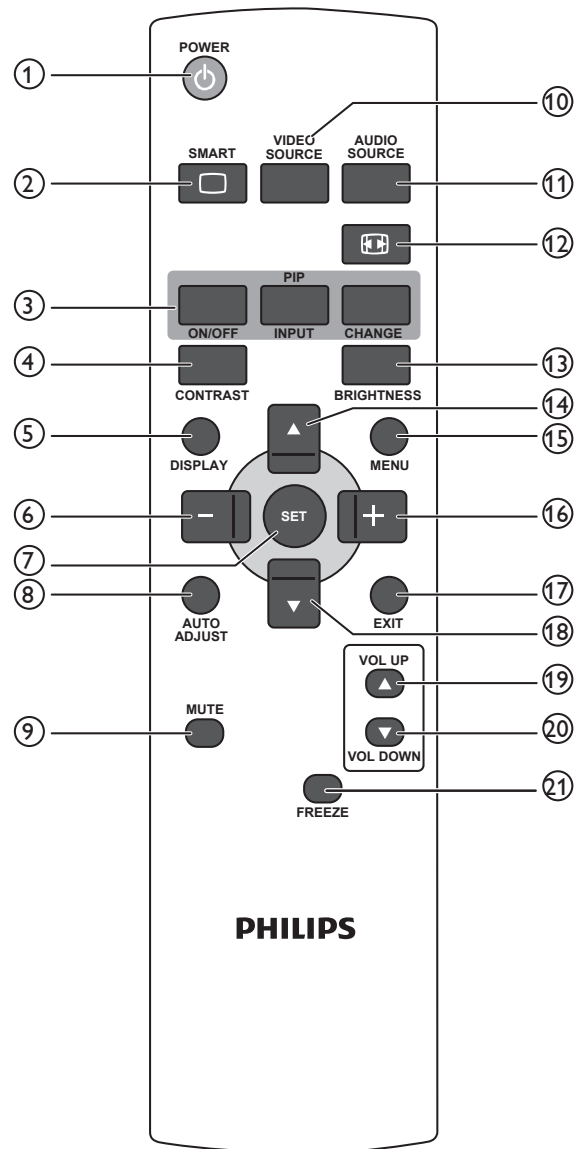 POWER
1
10
VIDEO
SOURCE
AUDIO
SOURCE
SMART
2
11
12
PIP
3
ON/OFF
INPUT
CHANGE
4
13
CONTRAST
BRIGHTNESS
14
5
15
DISPLAY
MENU
6
−
SET
+
16
7
8
17
AUTO
ADJUST
EXIT
18
VOL UP
19
MUTE
9
20
VOL DOWN
21
FREEZE
PHILIPS